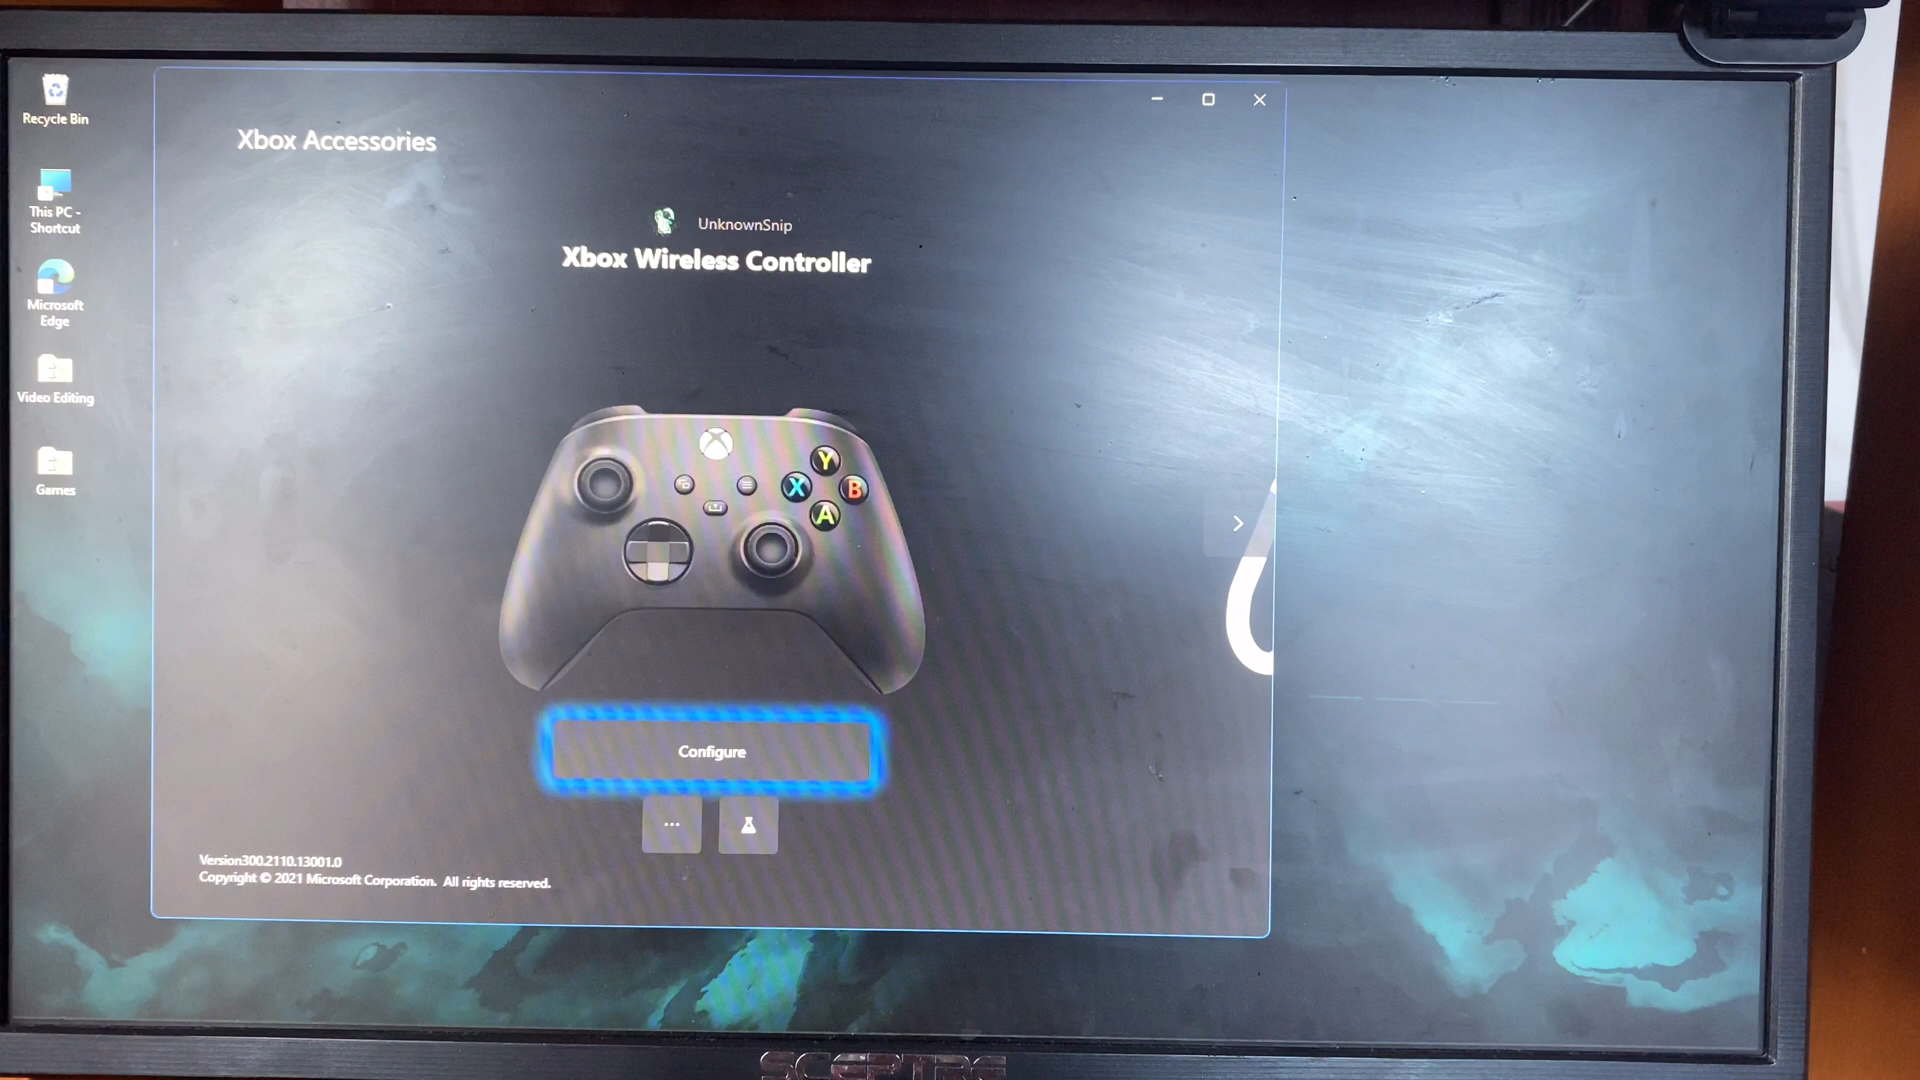 Recycle Bin
This PC -
Shortcut
Microsoft
Edge
Video Editing
Games
Xbox Accessories
UnknownSnip
Xbox Wireless Controller
Y
X
B
A
Configure
...
Version300.2110.13001.0
Copyright © 2021 Microsoft Corporation. All rights reserved.
SCEPTRE